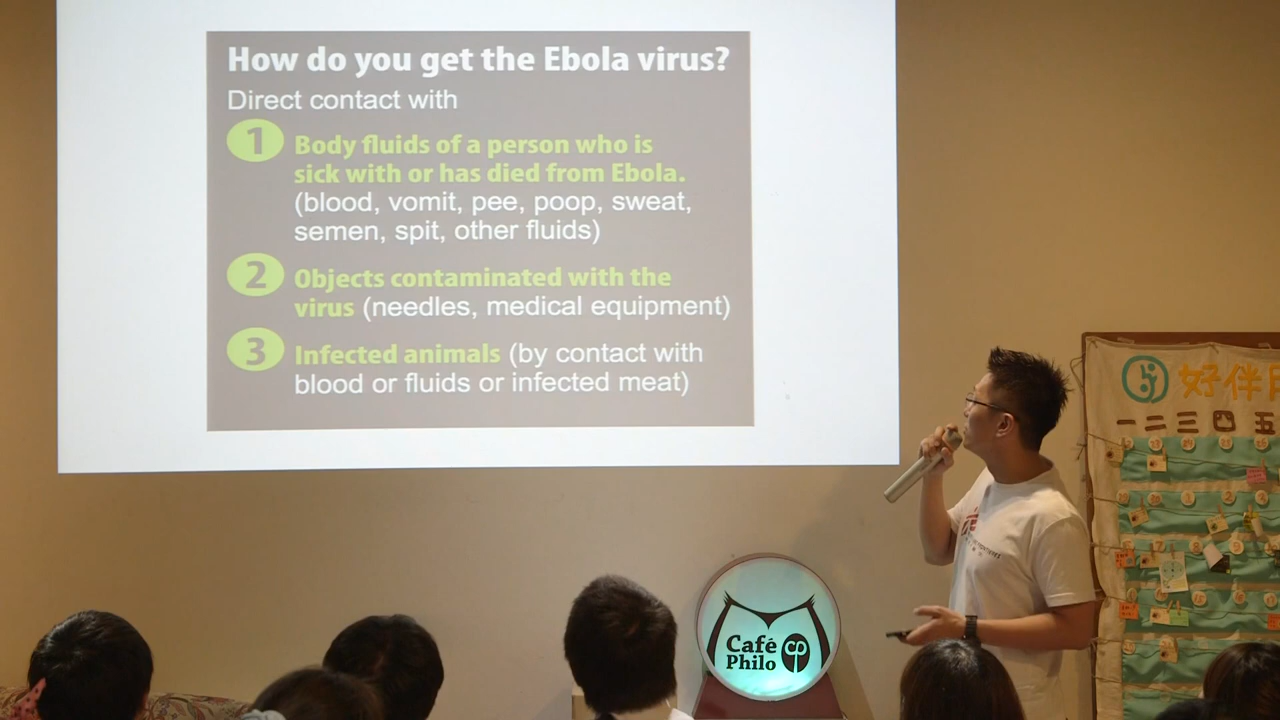 How do you get the Ebola virus?
Direct contact with
1 Body fluids of a person who is
sick with or has died from Ebola.
(blood, vomit, pee, poop, sweat,
semen, spit, other fluids)
2 Objects contaminated with the
virus (needles, medical equipment)
3 Infected animals (by contact with
blood or fluids or infected meat)
好伴
一二三四五
Café
Philo